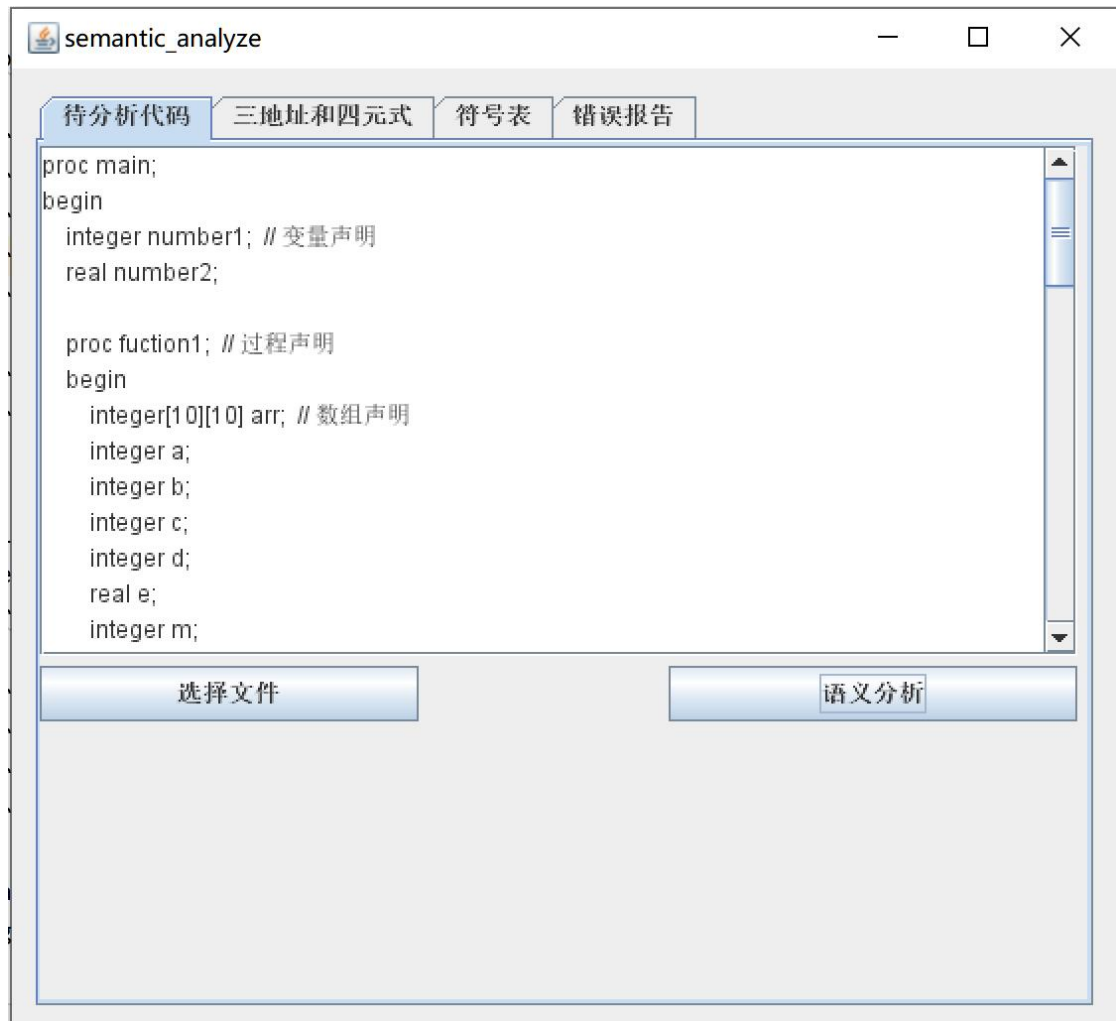 semantic_analyze
待分析代码 三地址和四元式 符号表 错误报告
proc main;
begin
integer number1; // 变量声明
real number2;
proc fuction1; // 过程声明
begin
integer[10][10] arr; // 数组声明
integer a;
integer b;
integer c;
integer d;
real e;
integer m;
选择文件 语义分析